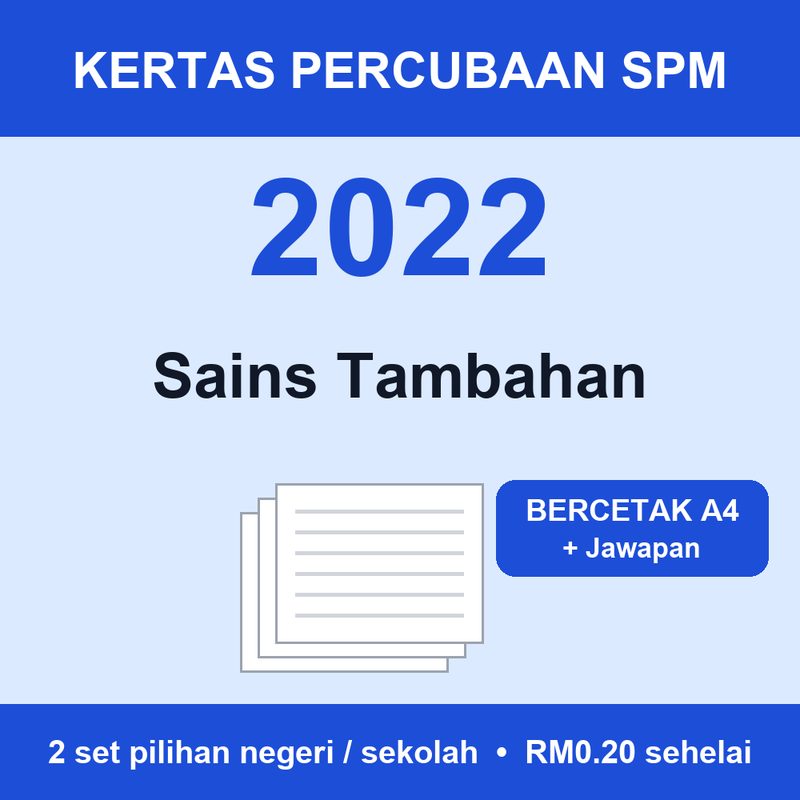 KERTAS PERCUBAAN SPM
2022
Sains Tambahan
BERCETAK A4
+ Jawapan
2 set pilihan negeri / sekolah • RM0.20 sehelai